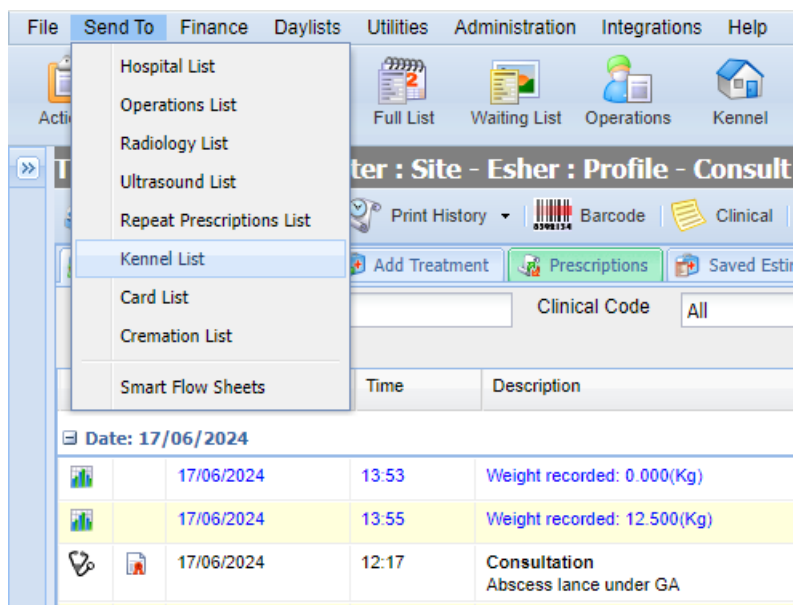 File Send To Finance Daylists Utilities Administration Integrations Help
Hospital List
Operations List
Radiology List
Ultrasound List
Repeat Prescriptions List
Kennel List
Card List
Cremation List
Smart Flow Sheets
Full List Waiting List Operations Kennel
: Site - Esher : Profile - Consult
Print History Barcode Clinical
Add Treatment Prescriptions Saved
Clinical Code All
Time Description
Date: 17/06/2024
17/06/2024 13:53 Weight recorded: 0.000(Kg)
17/06/2024 13:55 Weight recorded: 12.500(Kg)
17/06/2024 12:17 Consultation
Abscess lance under GA